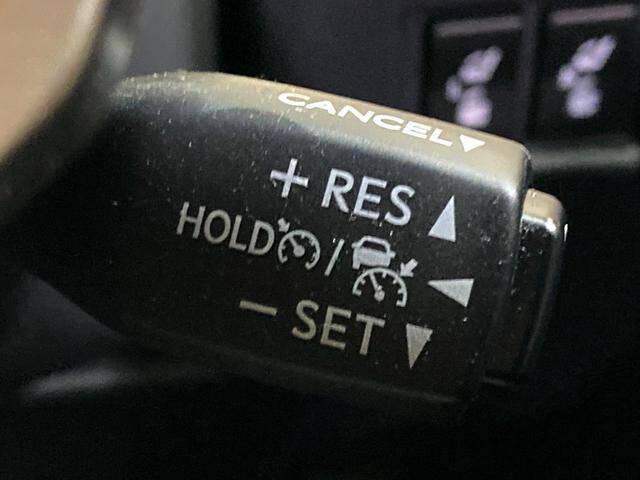 CANCEL▼
+ RES ▲
HOLD / ◀
− SET ▼